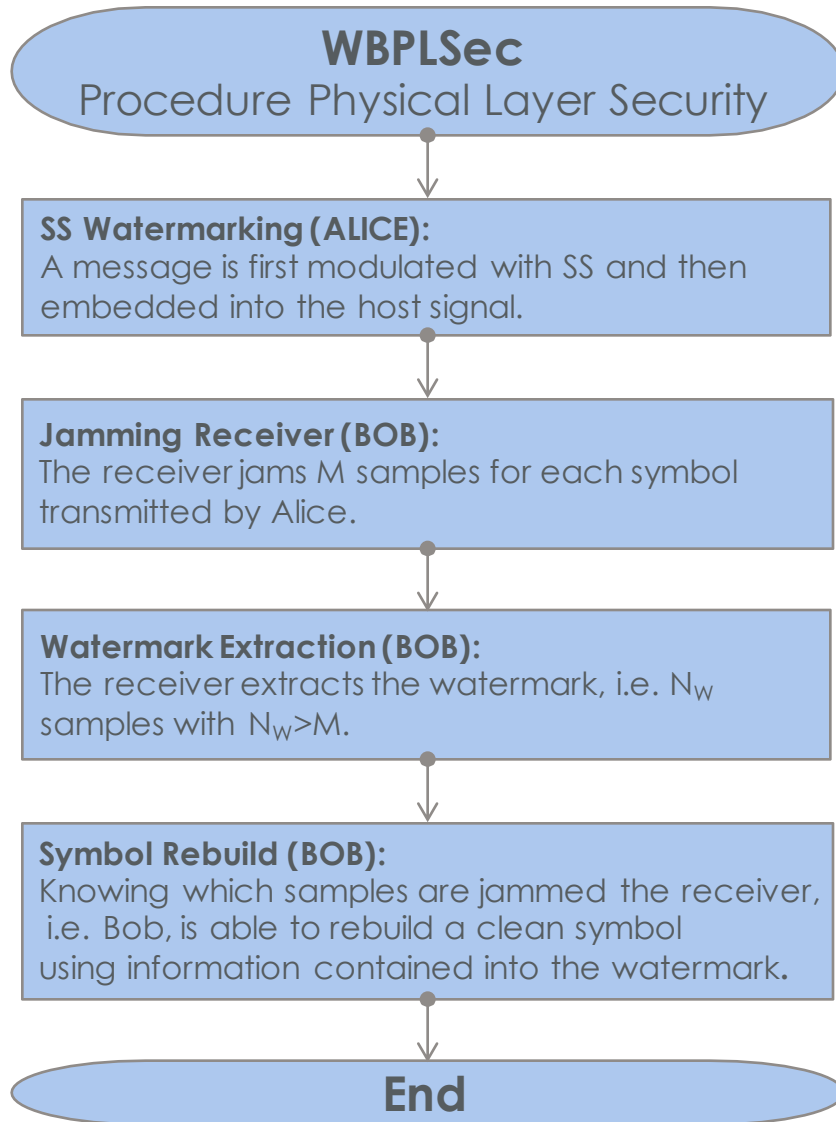 WBPLSec
Procedure Physical Layer Security
SS Watermarking (ALICE):
A message is first modulated with SS and then
embedded into the host signal.
Jamming Receiver (BOB):
The receiver jams M samples for each symbol
transmitted by Alice.
Watermark Extraction (BOB):
The receiver extracts the watermark, i.e. N_W
samples with N_W>M.
Symbol Rebuild (BOB):
Knowing which samples are jammed the receiver,
i.e. Bob, is able to rebuild a clean symbol
using information contained into the watermark.
End